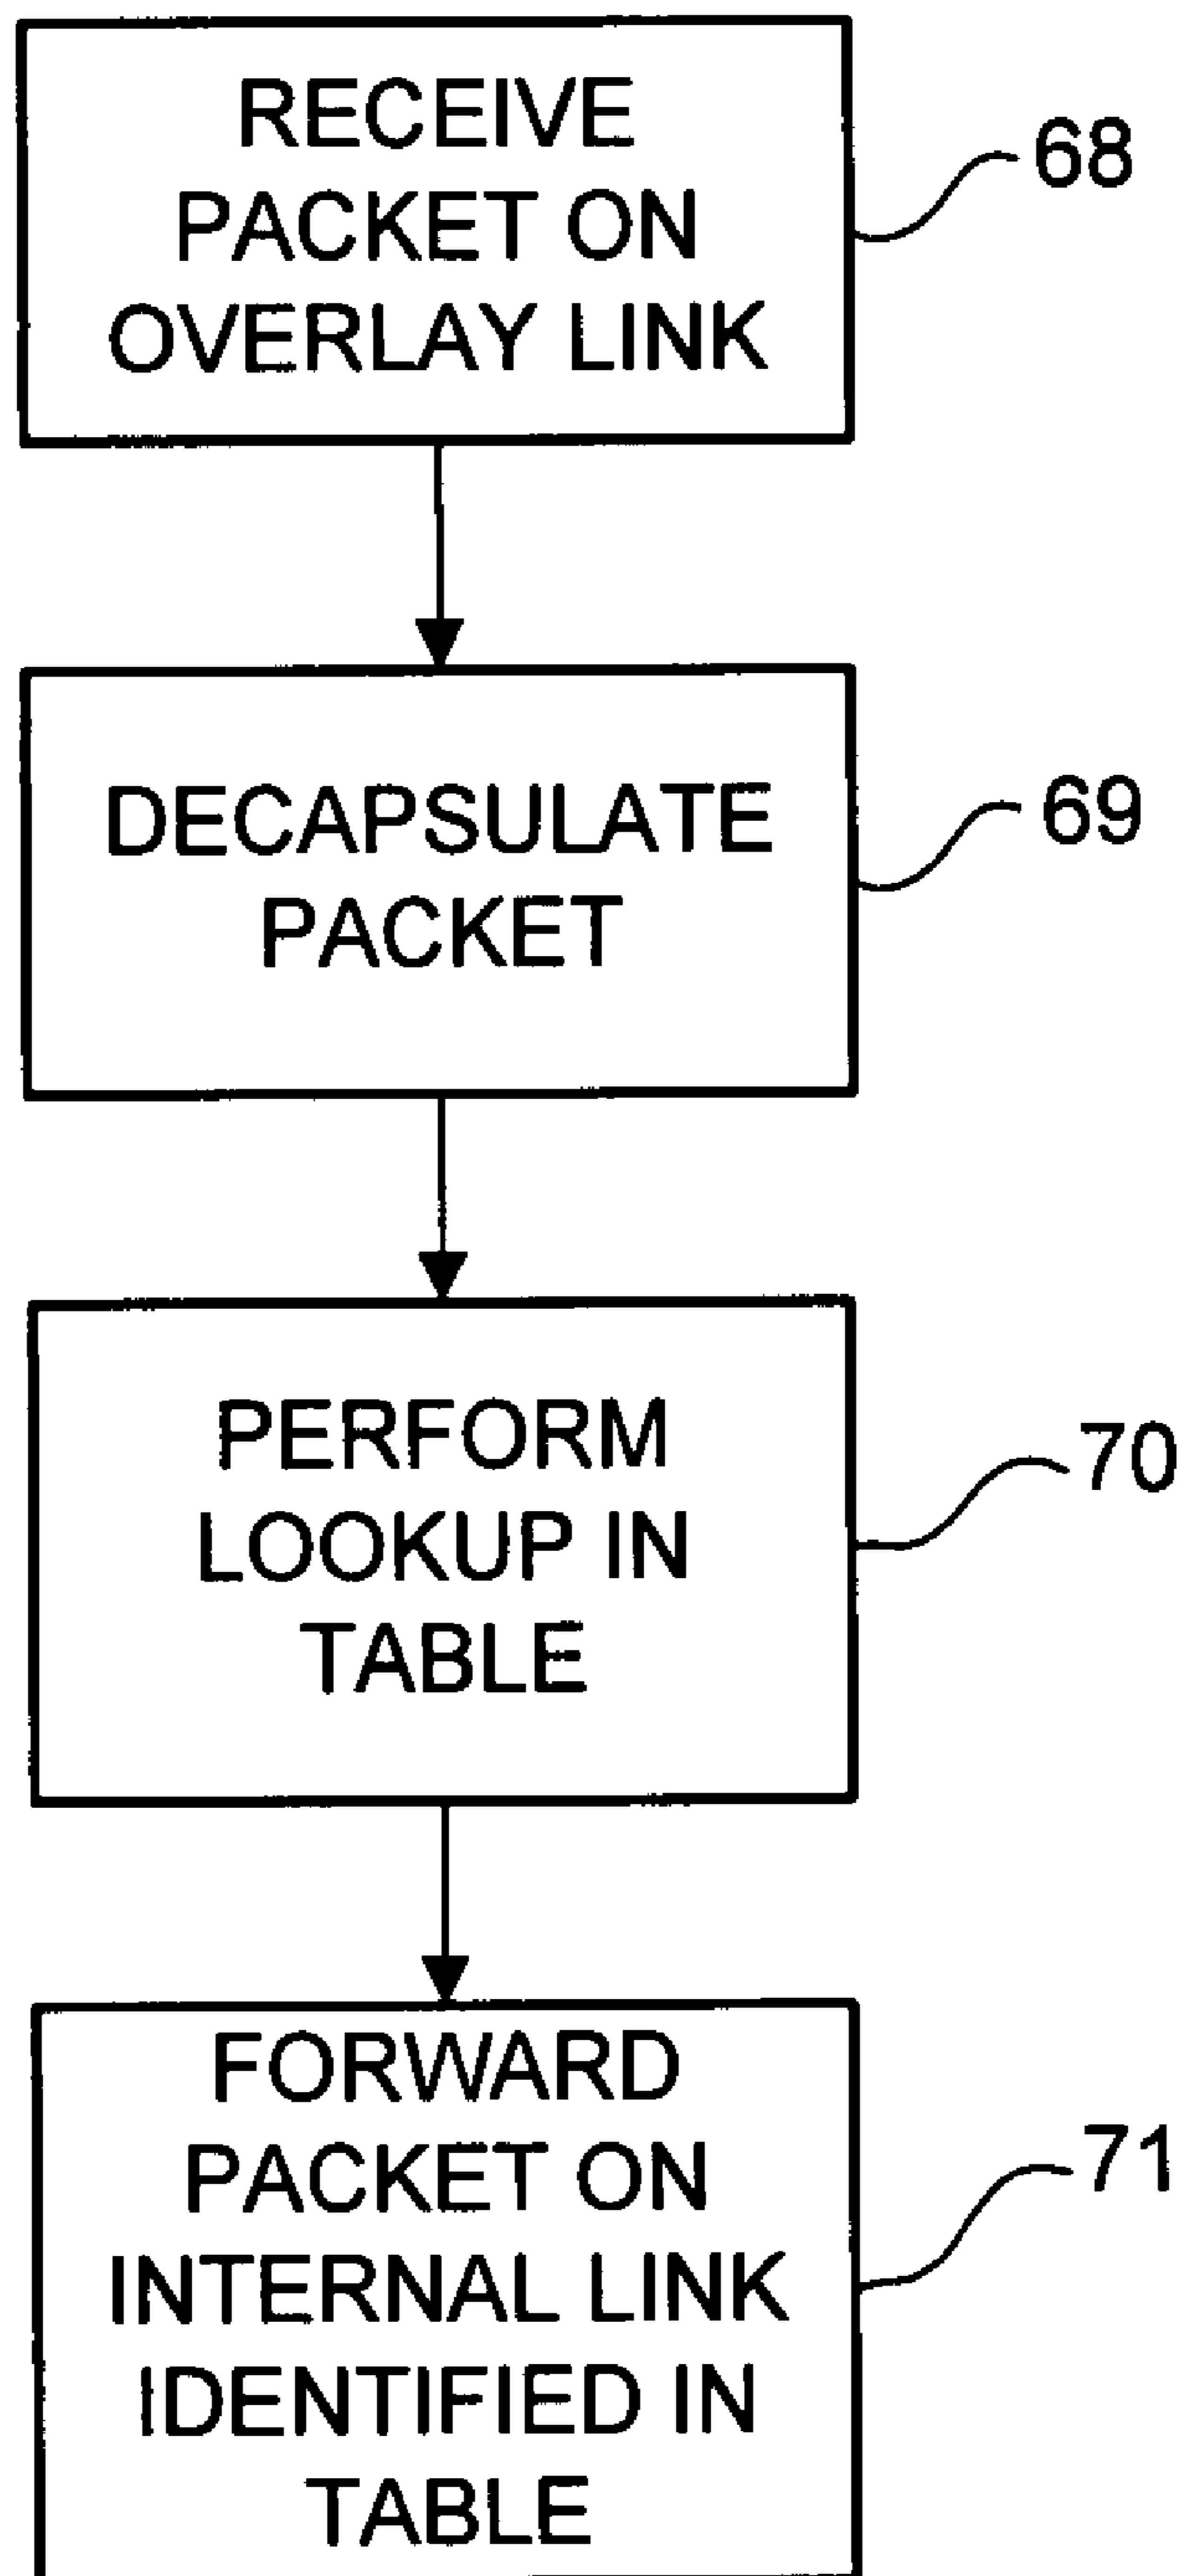 RECEIVE
PACKET ON
OVERLAY LINK
68
DECAPSULATE
PACKET
69
PERFORM
LOOKUP IN
TABLE
70
FORWARD
PACKET ON
INTERNAL LINK
IDENTIFIED IN
TABLE
71